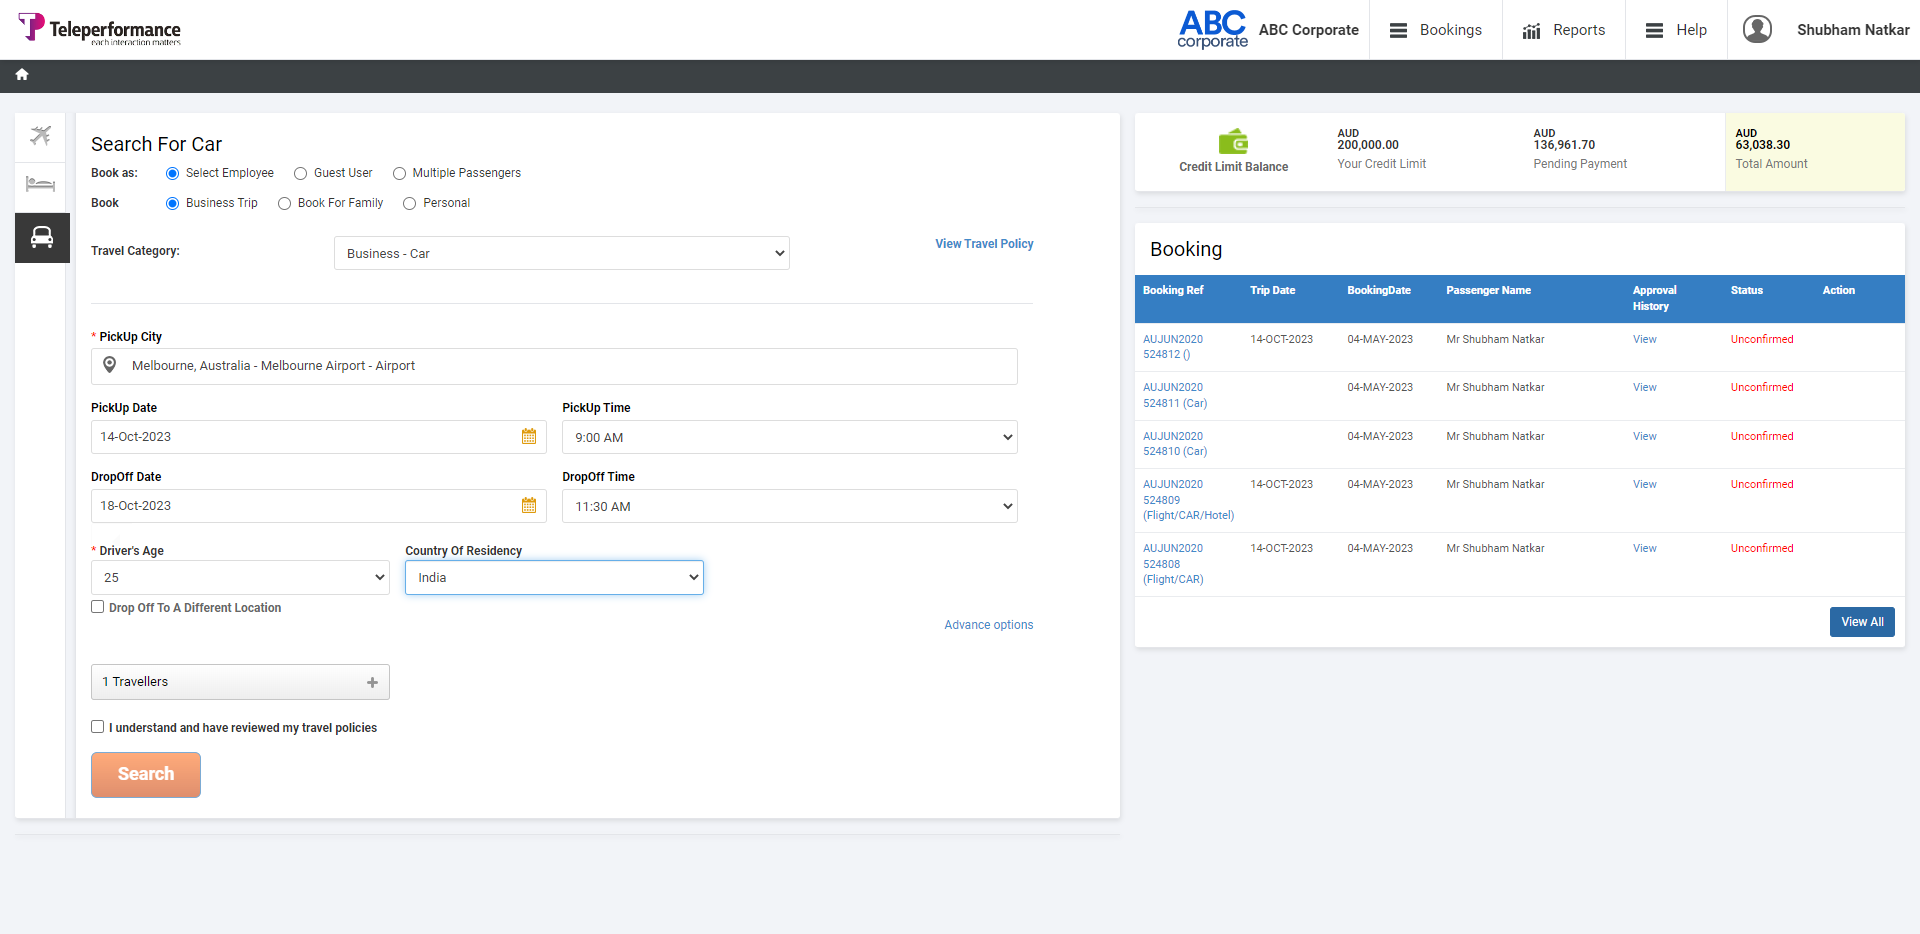 Teleperformance
each interaction matters
ABC
corporate
ABC Corporate
Bookings
Reports
Help
Shubham Natkar
Search For Car
Book as: Select Employee Guest User Multiple Passengers
Book Business Trip Book For Family Personal
Travel Category: Business - Car View Travel Policy
* PickUp City
Melbourne, Australia - Melbourne Airport - Airport
PickUp Date PickUp Time
14-Oct-2023 9:00 AM
DropOff Date DropOff Time
18-Oct-2023 11:30 AM
* Driver's Age Country Of Residency
25 India
Drop Off To A Different Location
Advance options
1 Travellers
I understand and have reviewed my travel policies
Search
Credit Limit Balance
AUD
200,000.00
Your Credit Limit
AUD
136,961.70
Pending Payment
AUD
63,038.30
Total Amount
Booking
Booking Ref Trip Date BookingDate Passenger Name Approval History Status Action
AUJUN2020 14-OCT-2023 04-MAY-2023 Mr Shubham Natkar View Unconfirmed
524812 ()
AUJUN2020 04-MAY-2023 Mr Shubham Natkar View Unconfirmed
524811 (Car)
AUJUN2020 04-MAY-2023 Mr Shubham Natkar View Unconfirmed
524810 (Car)
AUJUN2020 14-OCT-2023 04-MAY-2023 Mr Shubham Natkar View Unconfirmed
524809
(Flight/CAR/Hotel)
AUJUN2020 14-OCT-2023 04-MAY-2023 Mr Shubham Natkar View Unconfirmed
524808
(Flight/CAR)
View All